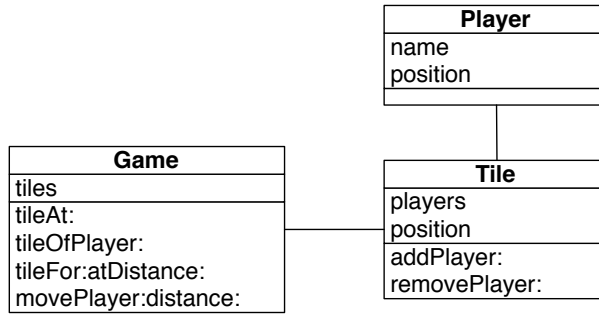 Player
name
position
Game
tiles
tileAt:
tileOfPlayer:
tileFor:atDistance:
movePlayer:distance:
Tile
players
position
addPlayer:
removePlayer: